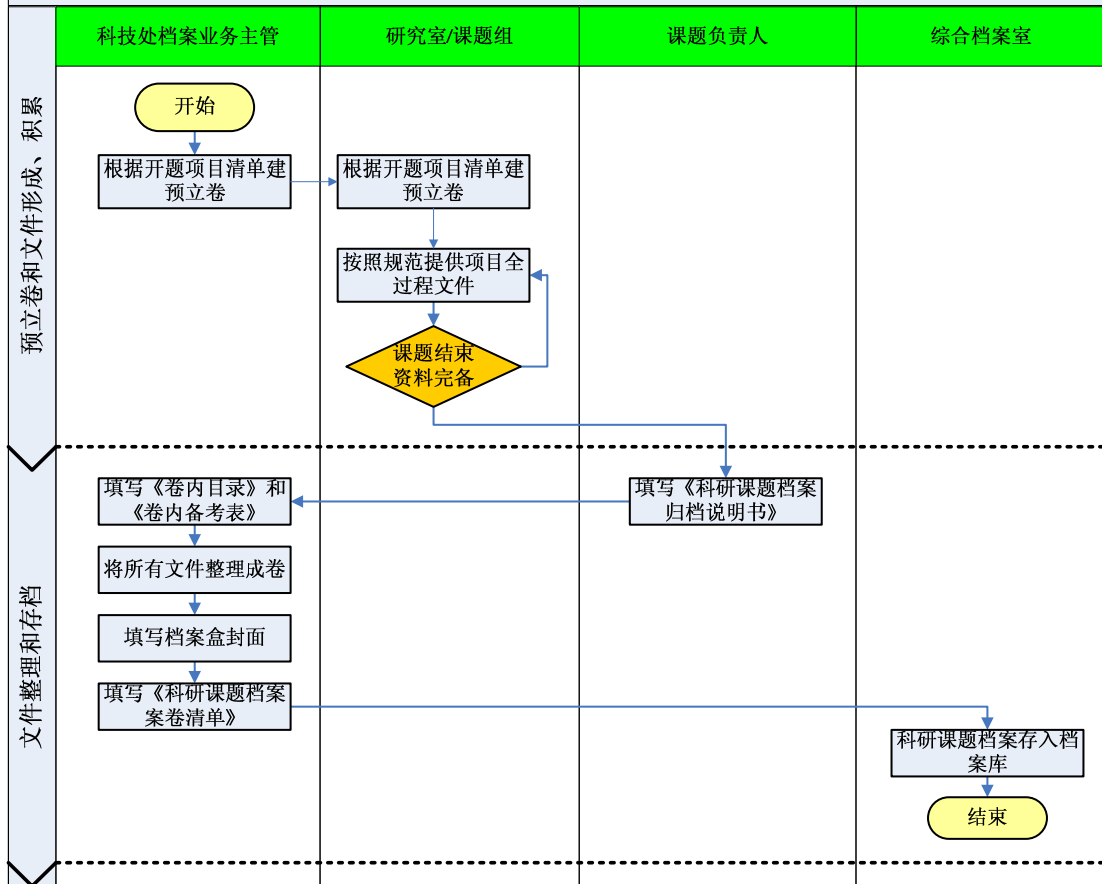 科技处档案业务主管
研究室/课题组
课题负责人
综合档案室
预立卷和文件形成、积累
开始
根据开题项目清单建
预立卷
根据开题项目清单建
预立卷
按照规范提供项目全
过程文件
课题结束
资料完备
文件整理和存档
填写《科研课题档案
归档说明书》
填写《卷内目录》和
《卷内备考表》
将所有文件整理成卷
填写档案盒封面
填写《科研课题档案
案卷清单》
科研课题档案存入档
案库
结束